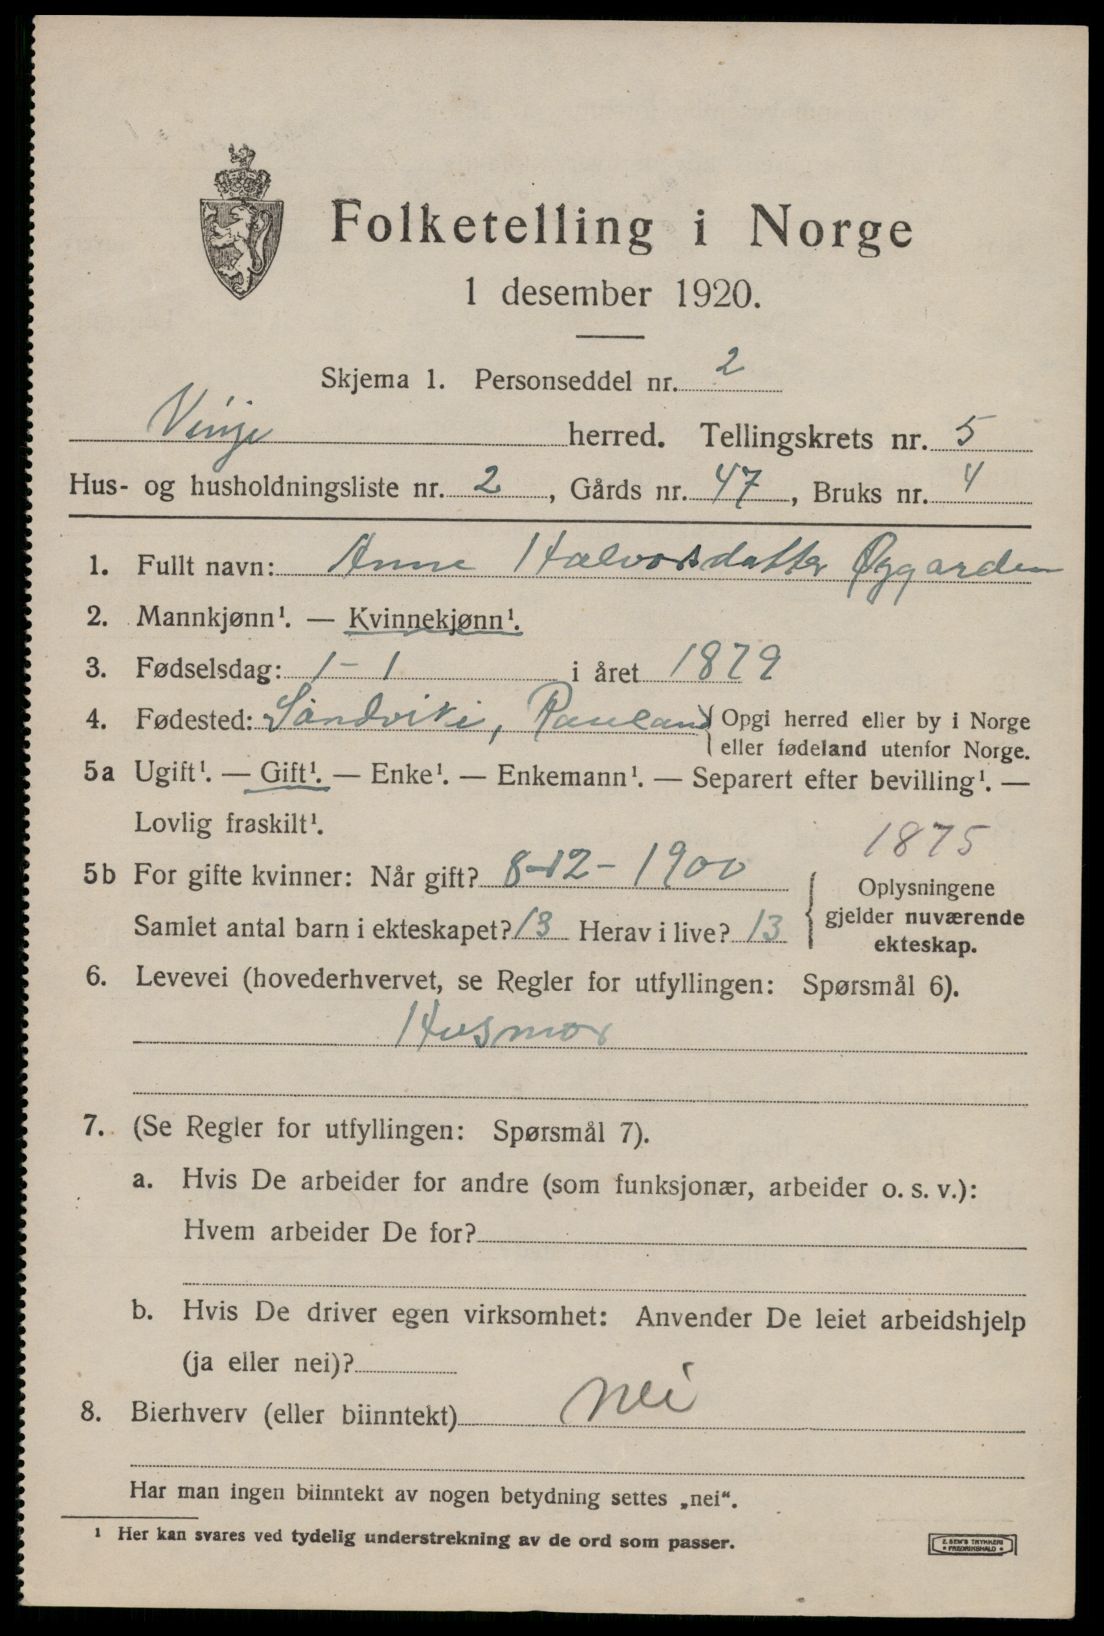 Folketelling i Norge
1 desember 1920.
Skjema 1. Personseddel nr. 2
Vinje herred. Tellingskrets nr. 5
Hus- og husholdningsliste nr. 2, Gårds nr. 47, Bruks nr. 4
1. Fullt navn: Anne Halvorsdatter Øygarden
2. Mannkjønn¹. — Kvinnekjønn¹.
3. Fødselsdag: 1-1 i året 1879
4. Fødested: Sandviki, Rauland Opgi herred eller by i Norge
eller fødeland utenfor Norge.
5a Ugift¹. — Gift¹. — Enke¹. — Enkemann¹. — Separert efter bevilling¹. —
Lovlig fraskilt¹.
1875
5b For gifte kvinner: Når gift? 8-12-1900
Samlet antal barn i ekteskapet? 13 Herav i live? 13
Oplysningene
gjelder nuværende
ekteskap.
6. Levevei (hovederhvervet, se Regler for utfyllingen: Spørsmål 6).
Husmor
7. (Se Regler for utfyllingen: Spørsmål 7).
a. Hvis De arbeider for andre (som funksjonær, arbeider o. s. v.):
Hvem arbeider De for?
b. Hvis De driver egen virksomhet: Anvender De leiet arbeidshjelp
(ja eller nei)?
8. Bierhverv (eller biinntekt) nei
Har man ingen biinntekt av nogen betydning settes „nei“.
¹ Her kan svares ved tydelig understrekning av de ord som passer.
E. SEM'S TRYKKERI
• FREDRIKSHALD •